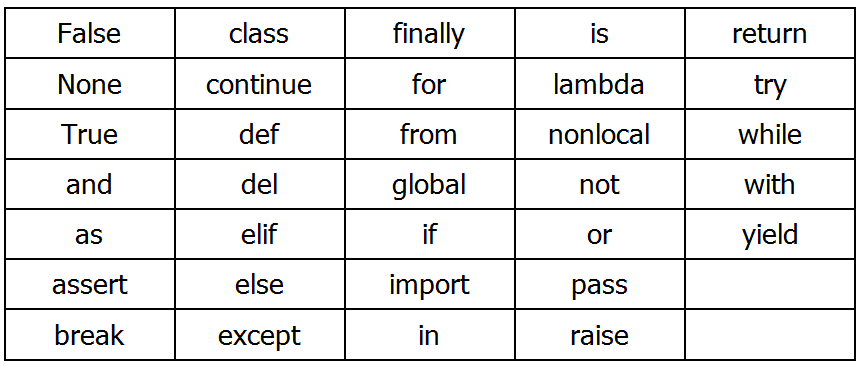 False class finally is return
None continue for lambda try
True def from nonlocal while
and del global not with
as elif if or yield
assert else import pass
break except in raise